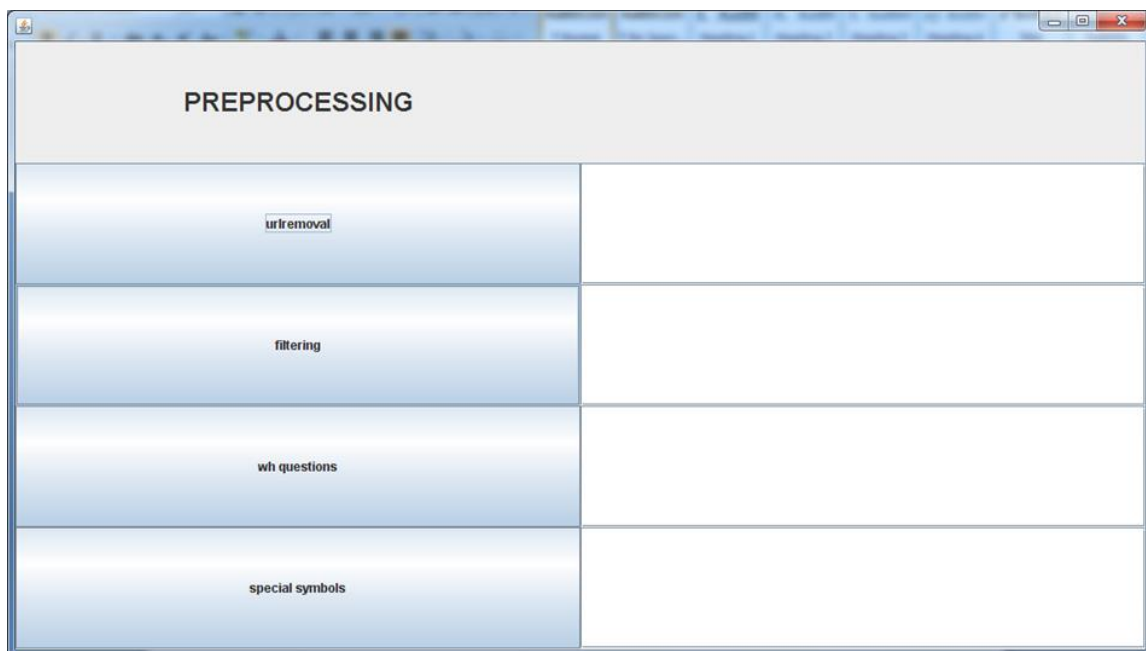 PREPROCESSING
urlremoval
filtering
wh questions
special symbols